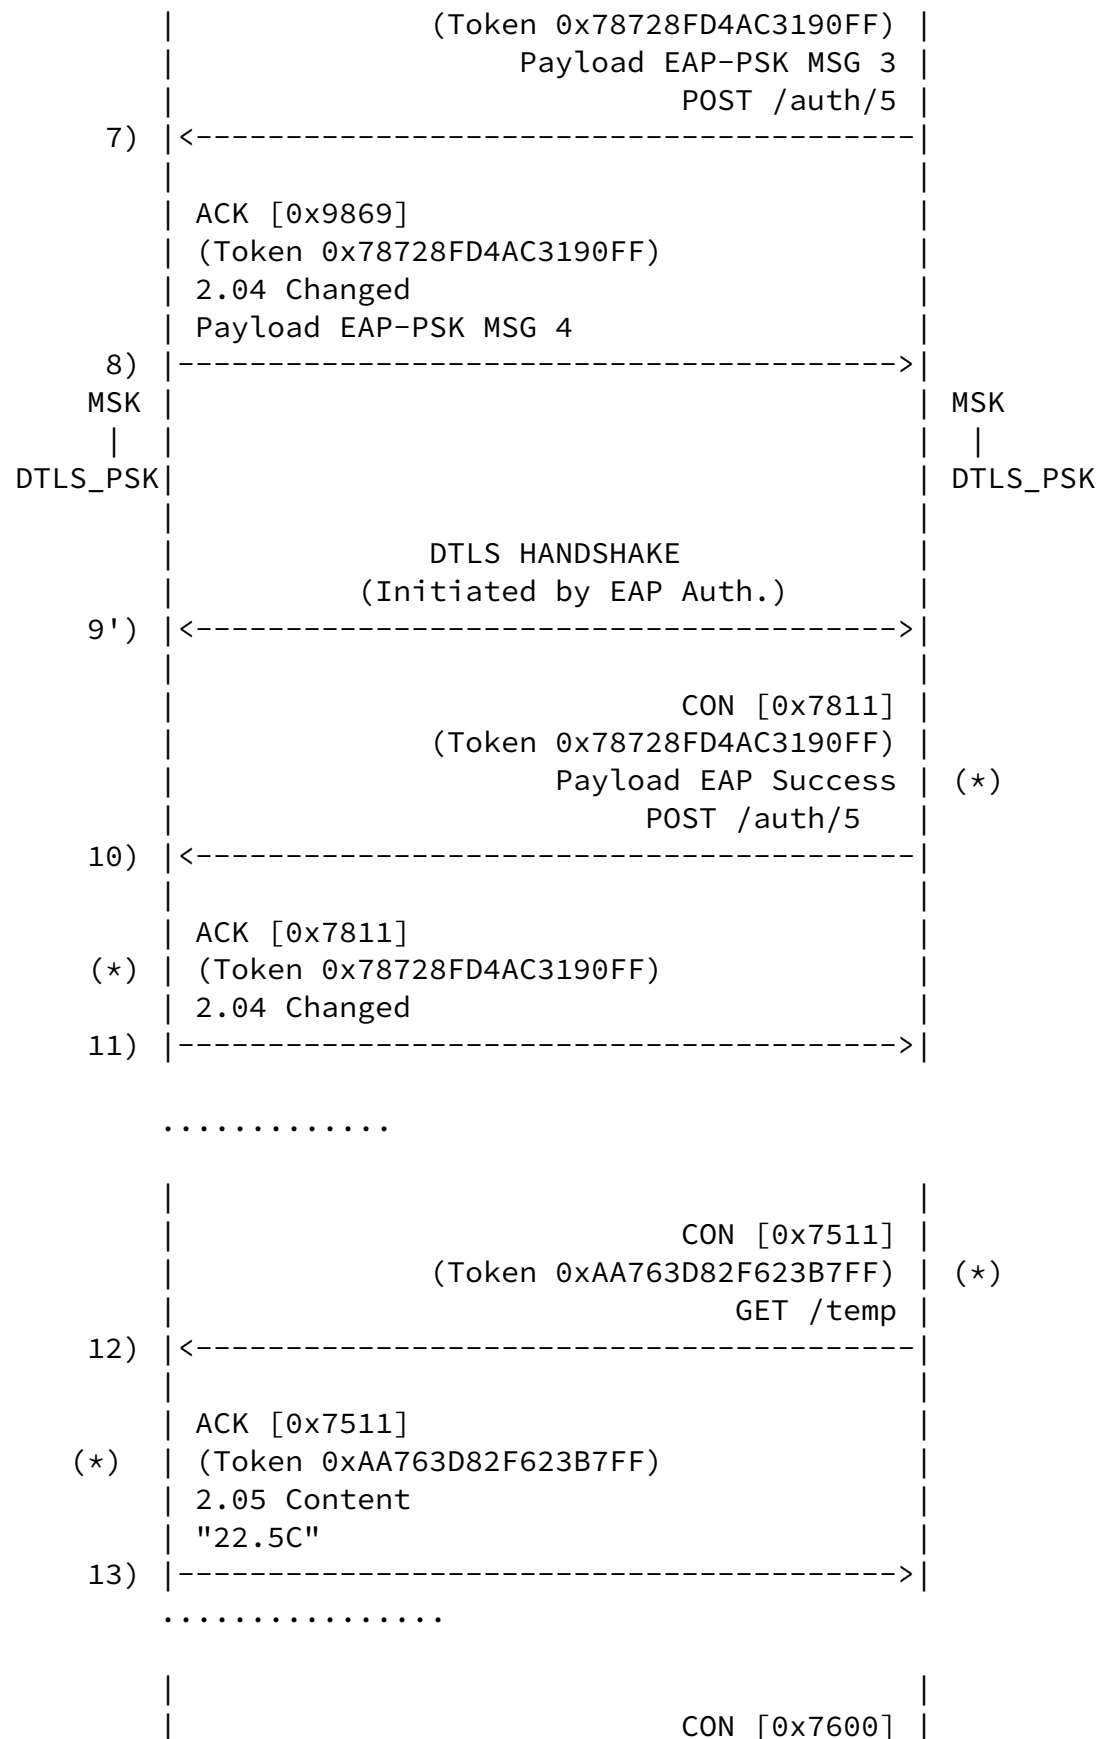 |                (Token 0x78728FD4AC3190FF) |
|                     Payload EAP-PSK MSG 3 |
|                              POST /auth/5 |
7) |<----------------------------------------|
|                                           |
| ACK [0x9869]                              |
| (Token 0x78728FD4AC3190FF)                |
| 2.04 Changed                              |
| Payload EAP-PSK MSG 4                     |
8) |---------------------------------------->|
MSK |                                           | MSK
| |                                           | |
DTLS_PSK|                                           | DTLS_PSK
|                                           |
|               DTLS HANDSHAKE              |
|           (Initiated by EAP Auth.)        |
9') |<--------------------------------------->|
|                                           |
|                              CON [0x7811] |
|                (Token 0x78728FD4AC3190FF) |
|                       Payload EAP Success | (*)
|                            POST /auth/5   |
10) |<----------------------------------------|
|                                           |
| ACK [0x7811]                              |
(*) | (Token 0x78728FD4AC3190FF)                |
| 2.04 Changed                              |
11) |---------------------------------------->|
.............
|                                           |
|                              CON [0x7511] |
|                (Token 0xAA763D82F623B7FF) | (*)
|                                 GET /temp |
12) |<----------------------------------------|
|                                           |
| ACK [0x7511]                              |
(*) | (Token 0xAA763D82F623B7FF)                |
| 2.05 Content                              |
| "22.5C"                                   |
13) |---------------------------------------->|
................
|                                           |
|                              CON [0x7600] |